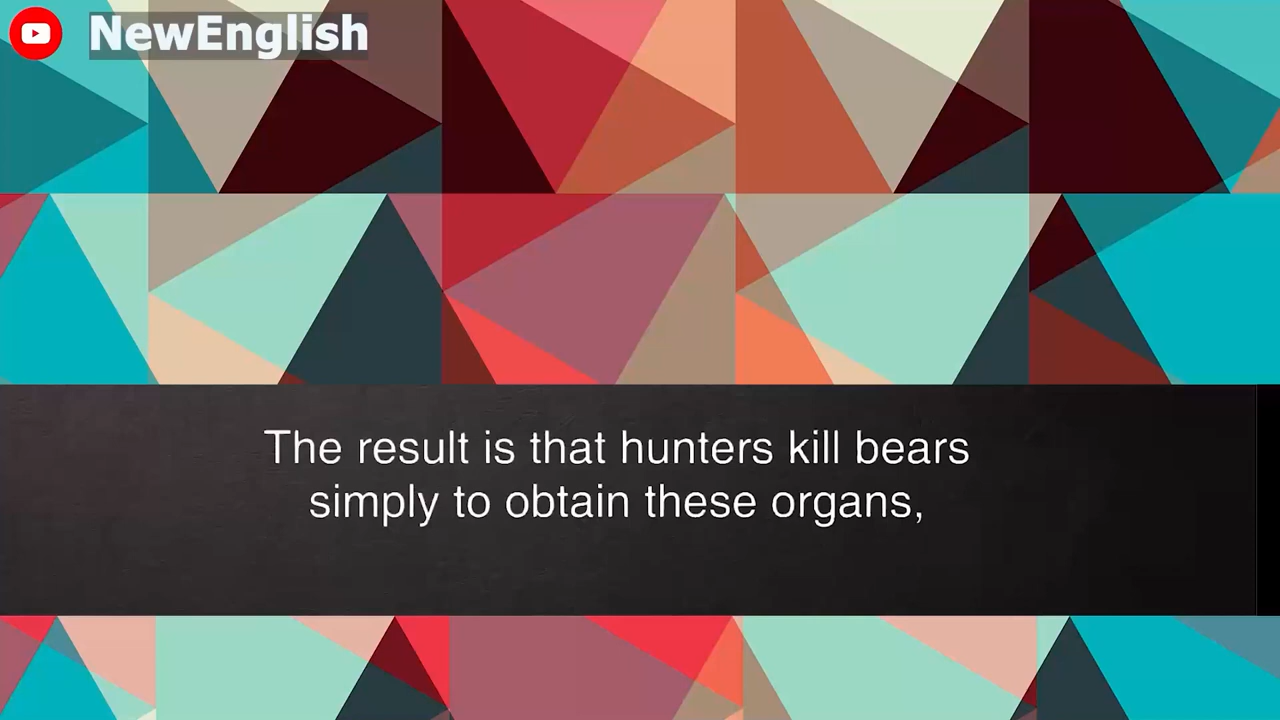 NewEnglish
The result is that hunters kill bears
simply to obtain these organs,